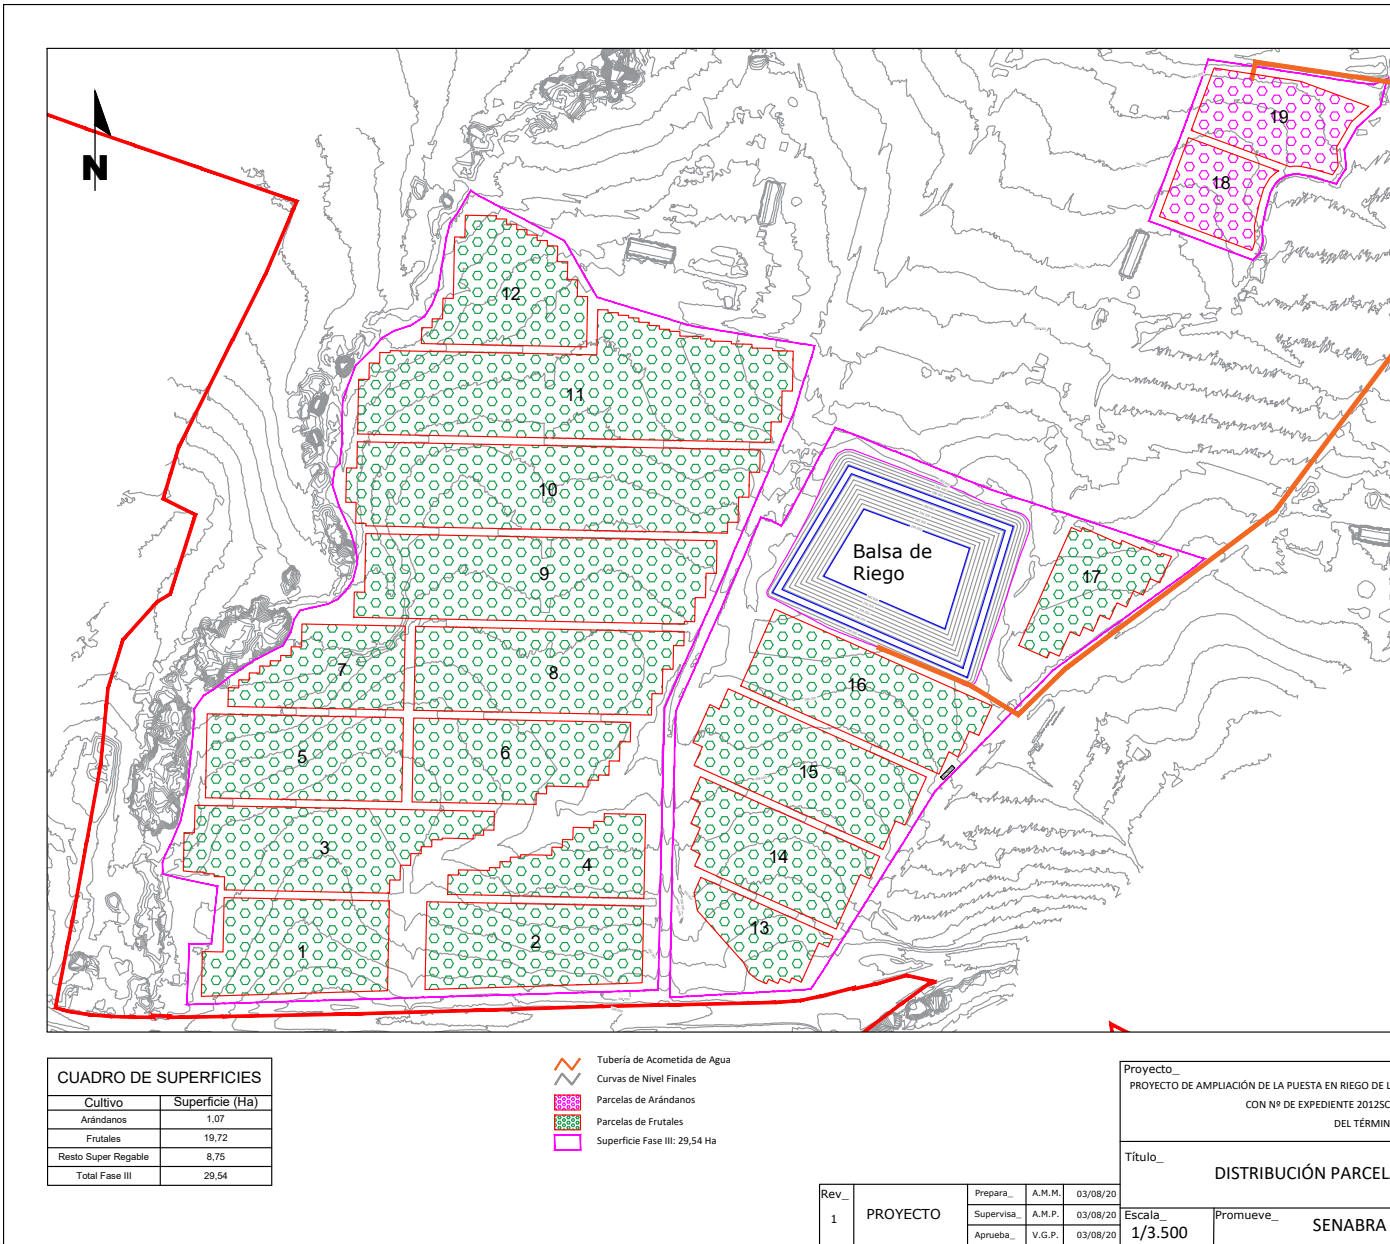 N
19
18
12
11
10
9
Balsa de
Riego
17
7
8
16
5
6
15
3
4
14
1
2
13
CUADRO DE SUPERFICIES
Cultivo Superficie (Ha)
Arándanos 1,07
Frutales 19,72
Resto Super Regable 8,75
Total Fase III 29,54
Tubería de Acometida de Agua
Curvas de Nivel Finales
Parcelas de Arándanos
Parcelas de Frutales
Superficie Fase III: 29,54 Ha
Proyecto_
PROYECTO DE AMPLIACIÓN DE LA PUESTA EN RIEGO DE L
CON Nº DE EXPEDIENTE 2012SC
DEL TÉRMIN
Título_
DISTRIBUCIÓN PARCEL
Rev_
1
PROYECTO
Prepara_ A.M.M. 03/08/20
Supervisa_ A.M.P. 03/08/20
Aprueba_ V.G.P. 03/08/20
Escala_
1/3.500
Promueve_
SENABRA